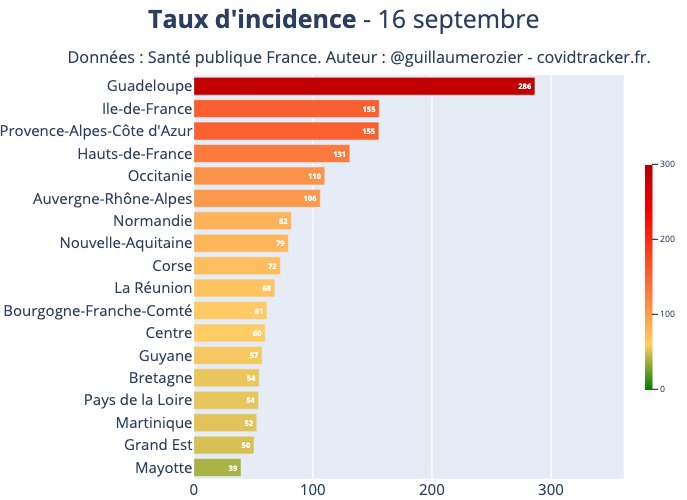 Taux d'incidence - 16 septembre
Données : Santé publique France. Auteur : @guillaumerozier - covidtracker.fr.
Guadeloupe 286
Ile-de-France 155
Provence-Alpes-Côte d'Azur 155
Hauts-de-France 131
Occitanie 110
Auvergne-Rhône-Alpes 106
Normandie 82
Nouvelle-Aquitaine 79
Corse 72
La Réunion 68
Bourgogne-Franche-Comté 61
Centre 60
Guyane 57
Bretagne 54
Pays de la Loire 54
Martinique 52
Grand Est 50
Mayotte 39
0 100 200 300
300
200
100
0